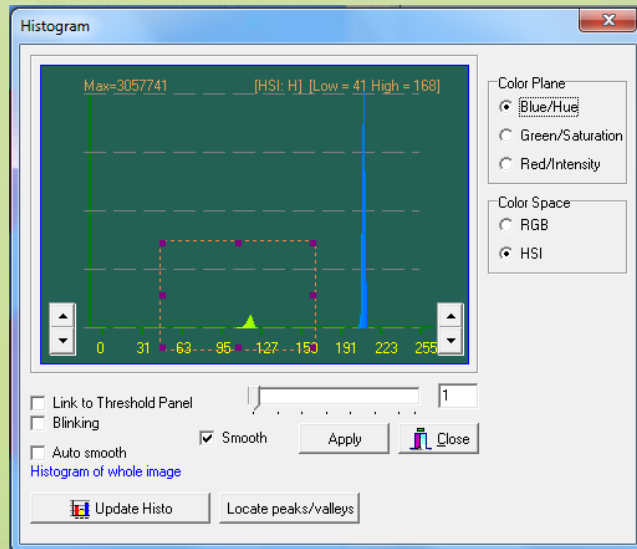 Histogram
Max=3057741 [HSI: H] [Low = 41 High = 168]
0 31 63 95 127 159 191 223 255
Color Plane
Blue/Hue
Green/Saturation
Red/Intensity
Color Space
RGB
HSI
Link to Threshold Panel
1
Blinking
Smooth
Apply
Close
Auto smooth
Histogram of whole image
Update Histo
Locate peaks/valleys